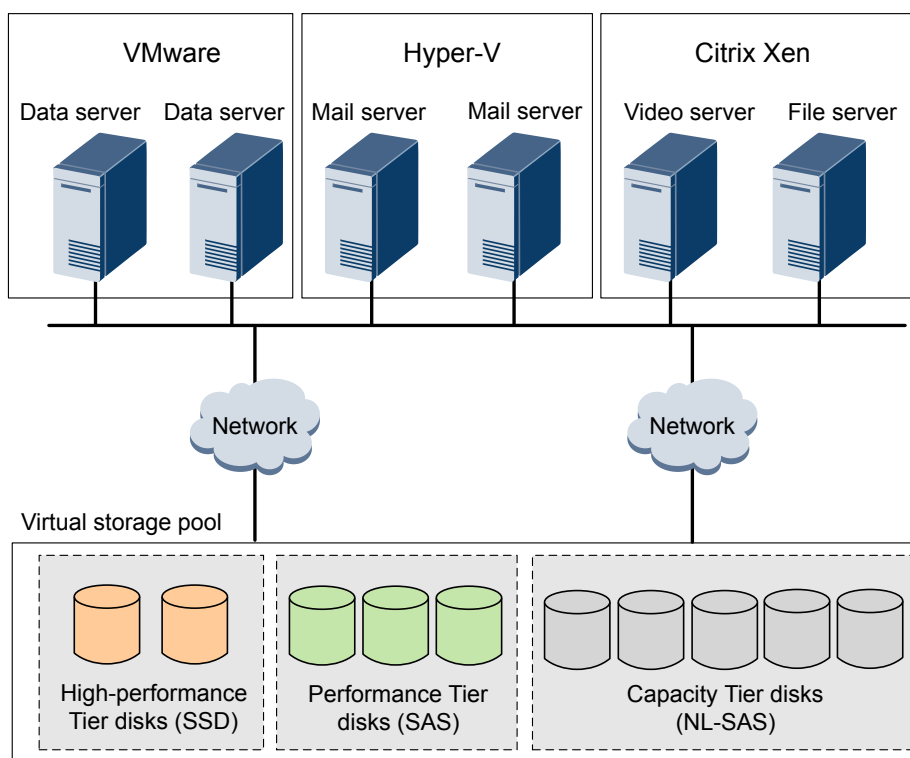 VMware
Hyper-V
Citrix Xen
Data server
Data server
Mail server
Mail server
Video server
File server
Network
Network
Virtual storage pool
High-performance
Tier disks (SSD)
Performance Tier
disks (SAS)
Capacity Tier disks
(NL-SAS)